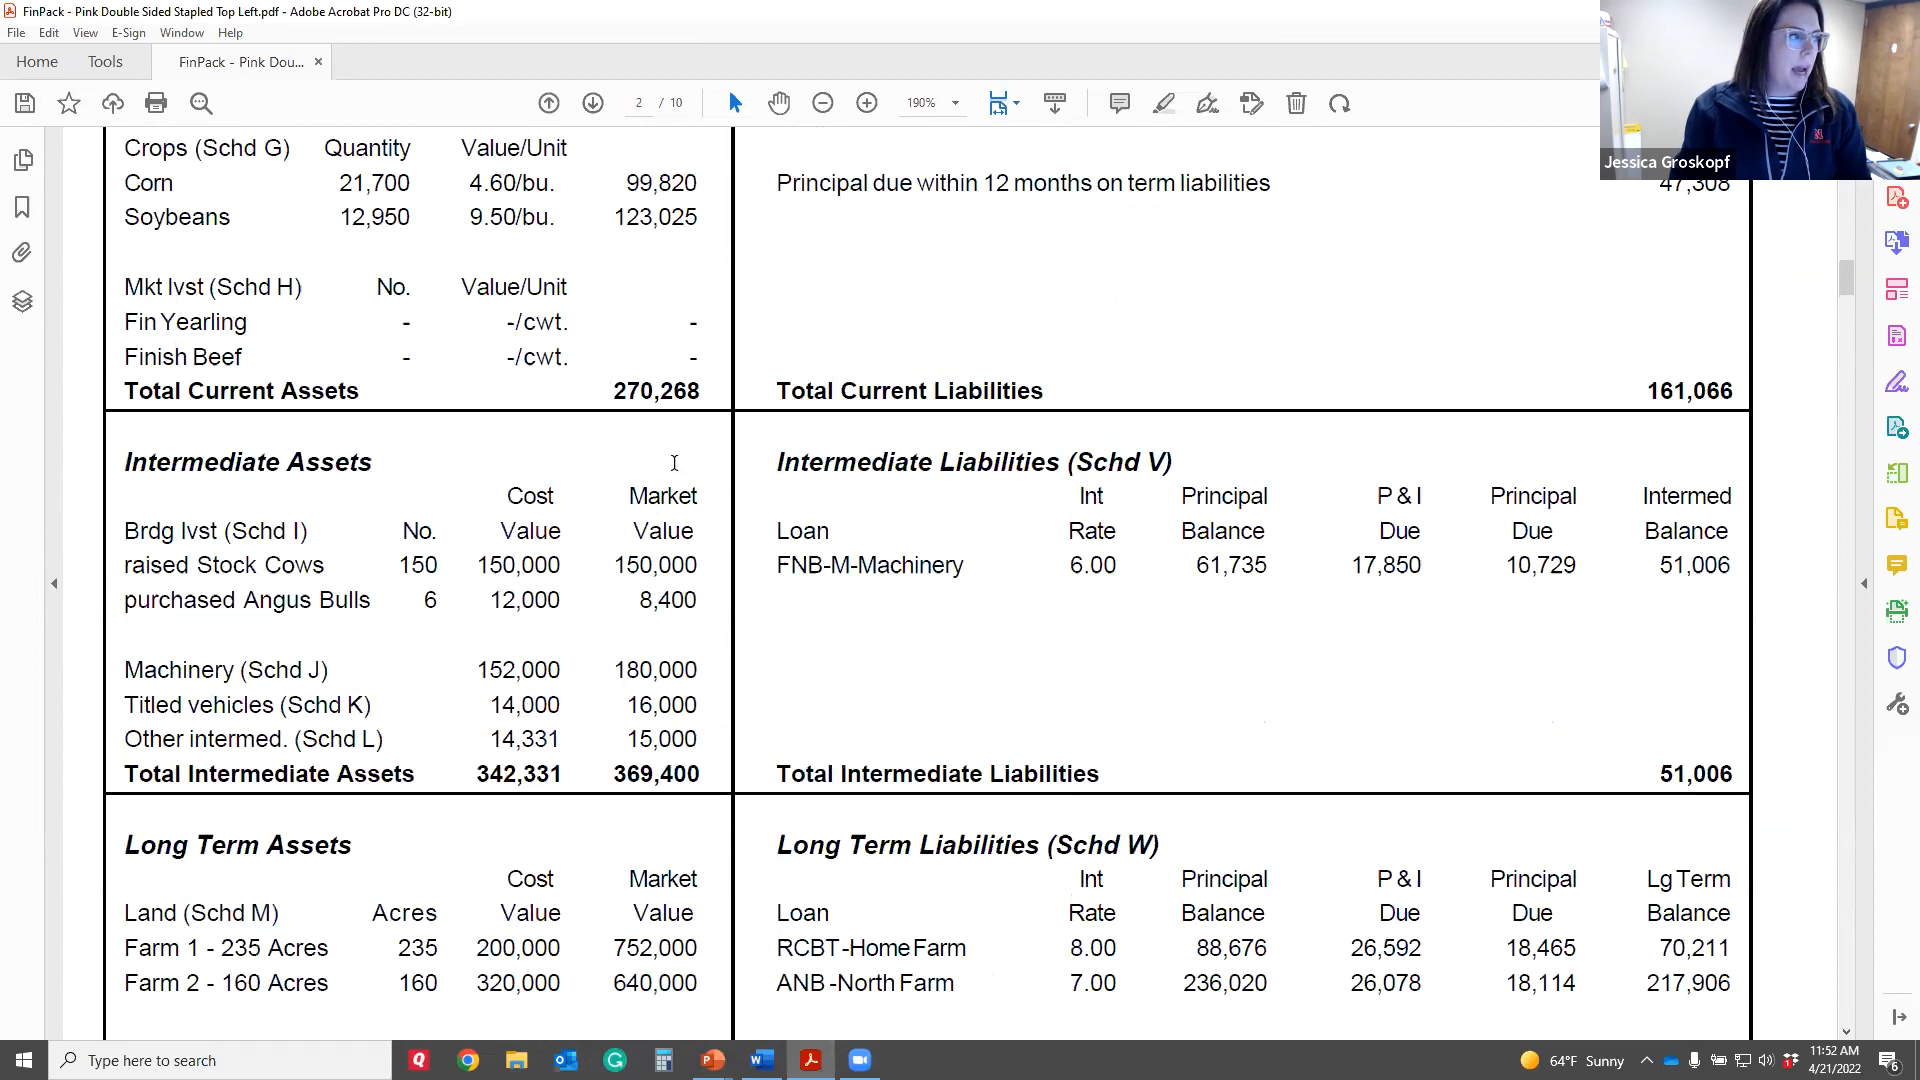 FinPack - Pink Double Sided Stapled Top Left.pdf - Adobe Acrobat Pro DC (32-bit)
File Edit View E-Sign Window Help
Home Tools FinPack - Pink Dou... ×
2 / 10 190%
Jessica Groskopf
Crops (Schd G) Quantity Value/Unit
Corn 21,700 4.60/bu. 99,820 Principal due within 12 months on term liabilities 47,308
Soybeans 12,950 9.50/bu. 123,025
Mkt lvst (Schd H) No. Value/Unit
Fin Yearling - -/cwt. -
Finish Beef - -/cwt. -
Total Current Assets 270,268 Total Current Liabilities 161,066
Intermediate Assets Intermediate Liabilities (Schd V)
Cost Market Int Principal P & I Principal Intermed
Brdg lvst (Schd I) No. Value Value Loan Rate Balance Due Due Balance
raised Stock Cows 150 150,000 150,000 FNB-M-Machinery 6.00 61,735 17,850 10,729 51,006
purchased Angus Bulls 6 12,000 8,400
Machinery (Schd J) 152,000 180,000
Titled vehicles (Schd K) 14,000 16,000
Other intermed. (Schd L) 14,331 15,000
Total Intermediate Assets 342,331 369,400 Total Intermediate Liabilities 51,006
Long Term Assets Long Term Liabilities (Schd W)
Cost Market Int Principal P & I Principal Lg Term
Land (Schd M) Acres Value Value Loan Rate Balance Due Due Balance
Farm 1 - 235 Acres 235 200,000 752,000 RCBT-Home Farm 8.00 88,676 26,592 18,465 70,211
Farm 2 - 160 Acres 160 320,000 640,000 ANB-North Farm 7.00 236,020 26,078 18,114 217,906
Type here to search 64°F Sunny 11:52 AM
4/21/2022 6